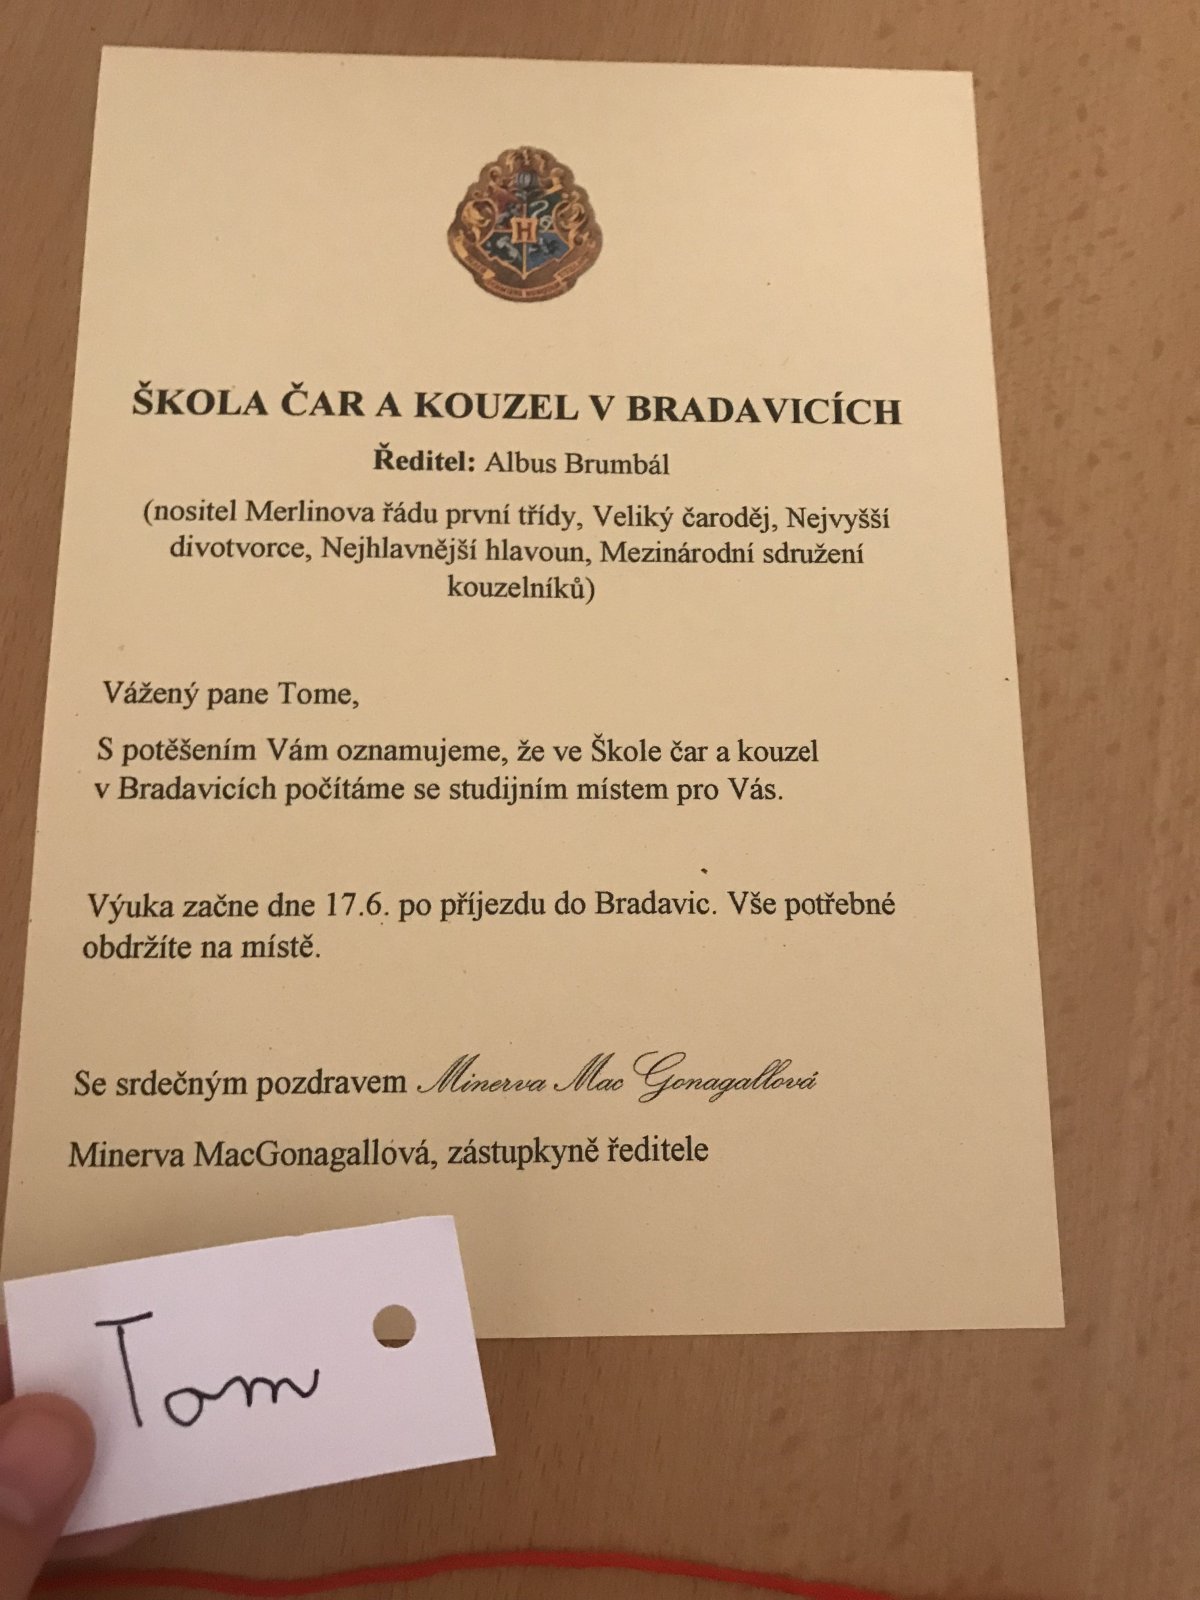 H
ŠKOLA ČAR A KOUZEL V BRADAVICÍCH
Ředitel: Albus Brumbál
(nositel Merlinova řádu první třídy, Veliký čaroděj, Nejvyšší
divotvorce, Nejhlavnější hlavoun, Mezinárodní sdružení
kouzelníků)
Vážený pane Tome,
S potěšením Vám oznamujeme, že ve Škole čar a kouzel
v Bradavicích počítáme se studijním místem pro Vás.
Výuka začne dne 17.6. po příjezdu do Bradavic. Vše potřebné
obdržíte na místě.
Se srdečným pozdravem Minerva Mac Gonagallová
Minerva MacGonagallová, zástupkyně ředitele
Tom